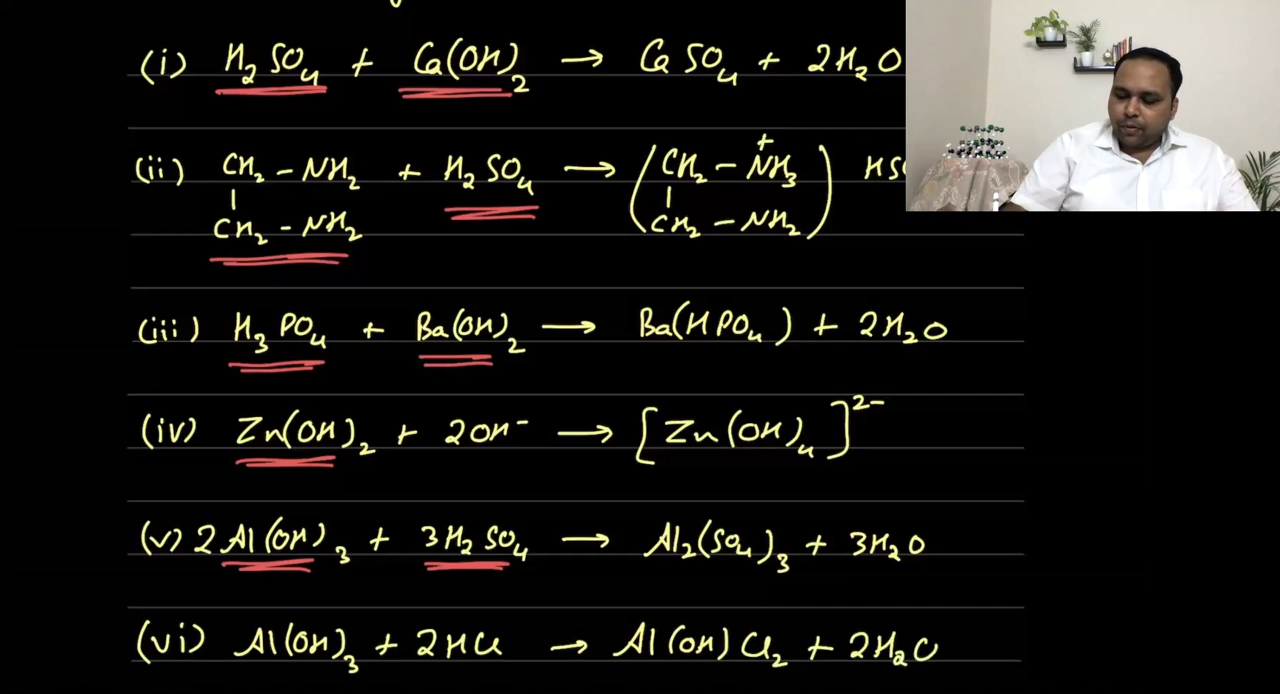 (i) H₂SO₄ + Ca(OH)₂ → CaSO₄ + 2H₂O
(ii) CH₂ – NH₂ + H₂SO₄ → (CH₂ – N⁺H₃)
|
CH₂ – NH₂ (CH₂ – NH₂)
(iii) H₃PO₄ + Ba(OH)₂ → Ba(HPO₄) + 2H₂O
(iv) Zn(OH)₂ + 2OH⁻ → [Zn(OH)₄]²⁻
(v) 2Al(OH)₃ + 3H₂SO₄ → Al₂(SO₄)₃ + 3H₂O
(vi) Al(OH)₃ + 2HCl → Al(OH)Cl₂ + 2H₂O